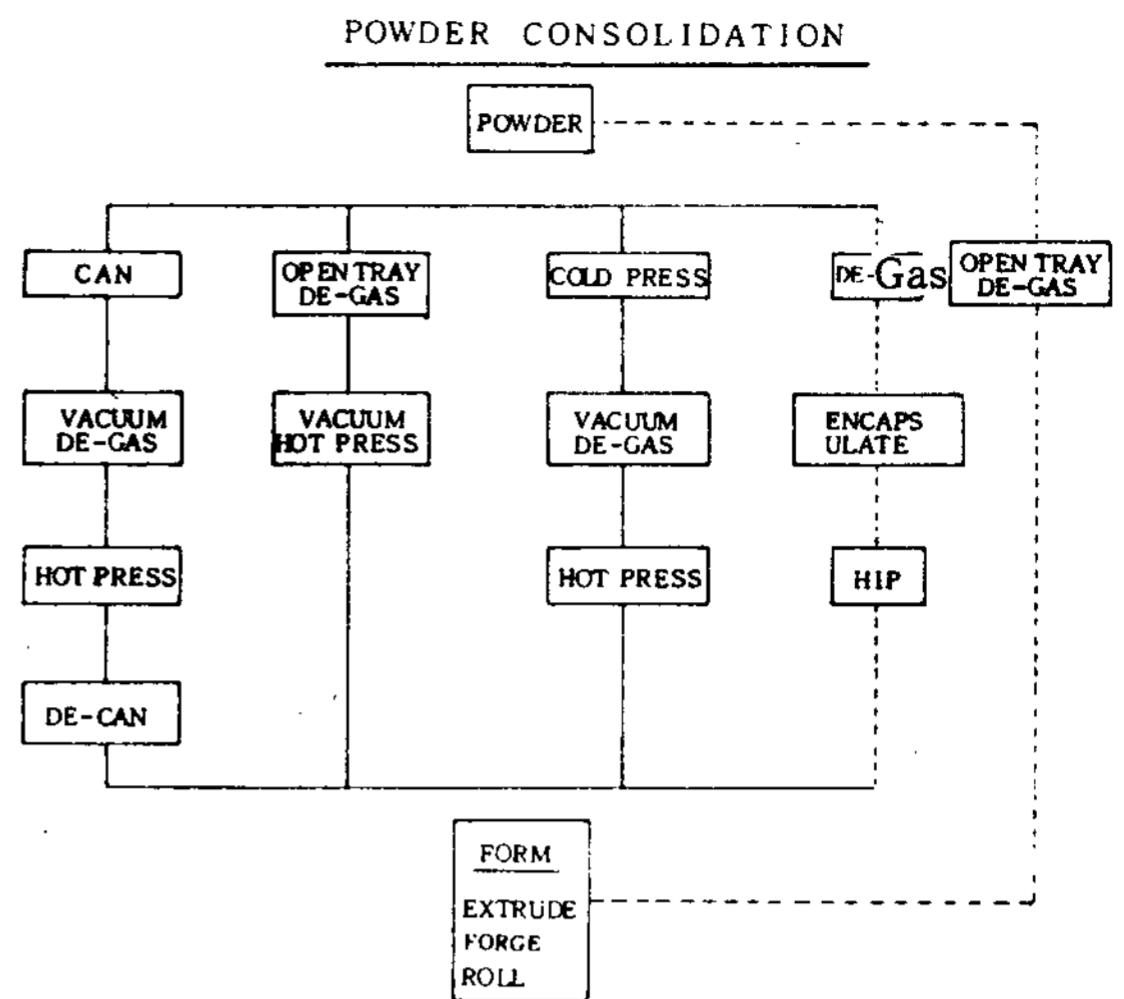 POWDER CONSOLIDATION
POWDER
CAN
OPEN TRAY
DE-GAS
COLD PRESS
DE-Gas
OPEN TRAY
DE-GAS
VACUUM
DE-GAS
VACUUM
HOT PRESS
VACUUM
DE-GAS
ENCAPS
ULATE
HOT PRESS
HOT PRESS
HIP
DE-CAN
FORM
EXTRUDE
FORGE
ROLL